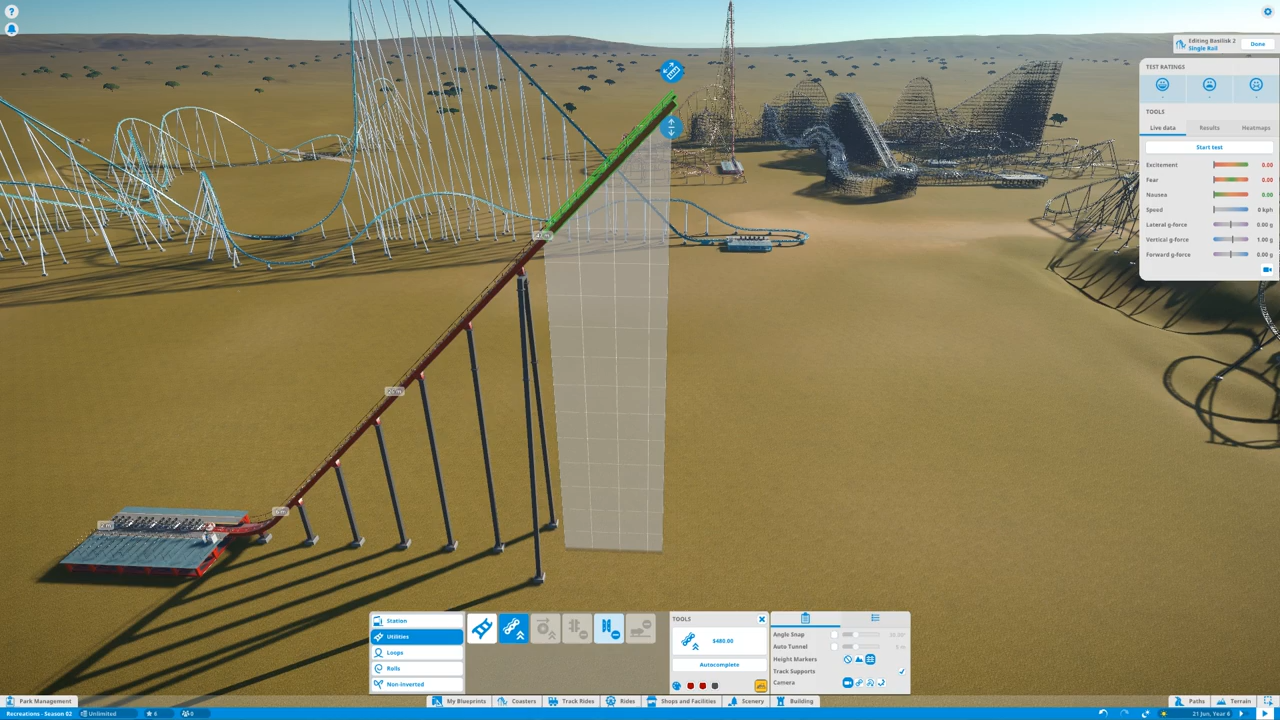 Editing Basilisk 2
Single Rail
Done
TEST RATINGS
TOOLS
Live data
Results
Heatmaps
Start test
Excitement 0.00
Fear 0.00
Nausea 0.00
Speed 0 kph
Lateral g-force 0.00 g
Vertical g-force 1.00 g
Forward g-force 0.00 g
Station
Utilities
Loops
Rolls
Non-inverted
TOOLS
$480.00
Autocomplete
Angle Snap
Auto Tunnel
Height Markers
Track Supports
Camera
Park Management
My Blueprints
Coasters
Track Rides
Rides
Shops and Facilities
Scenery
Building
Paths
Terrain
Recreations - Season 02
Unlimited
6
0
21 Jun, Year 6